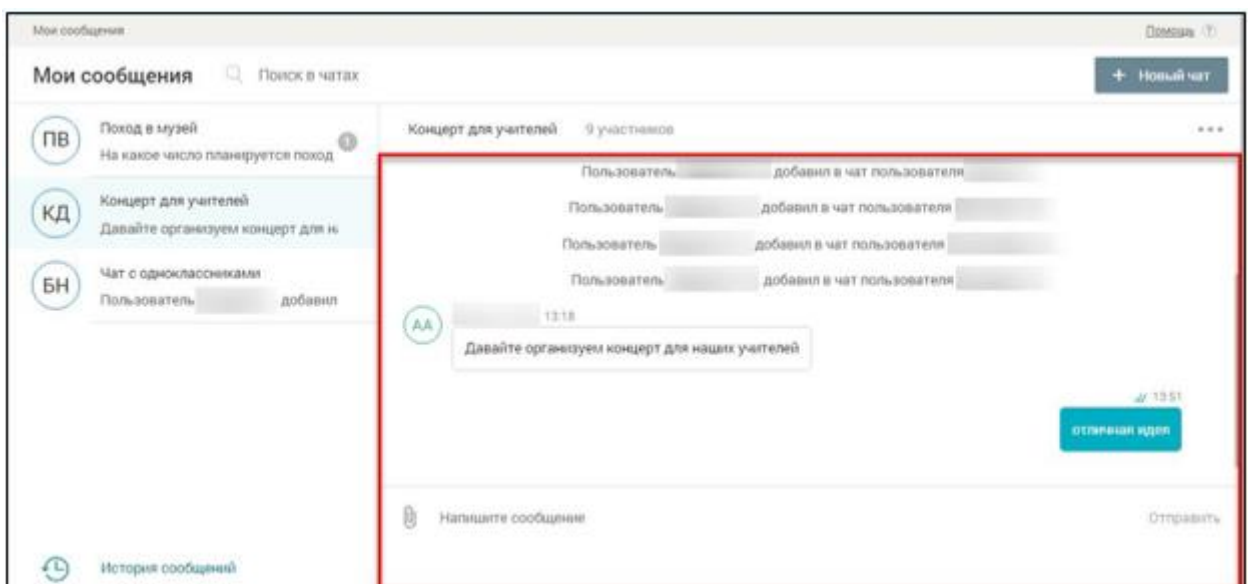 Мои сообщения
Помощь ?
Мои сообщения
Поиск в чатах
+ Новый чат
ПВ
Поход в музей
На какое число планируется поход
1
КД
Концерт для учителей
Давайте организуем концерт для на
БН
Чат с одноклассниками
Пользователь добавил
История сообщений
Концерт для учителей 9 участников
Пользователь добавил в чат пользователя
Пользователь добавил в чат пользователя
Пользователь добавил в чат пользователя
Пользователь добавил в чат пользователя
АА
13:18
Давайте организуем концерт для наших учителей
13:51
отличная идея
Напишите сообщение
Отправить